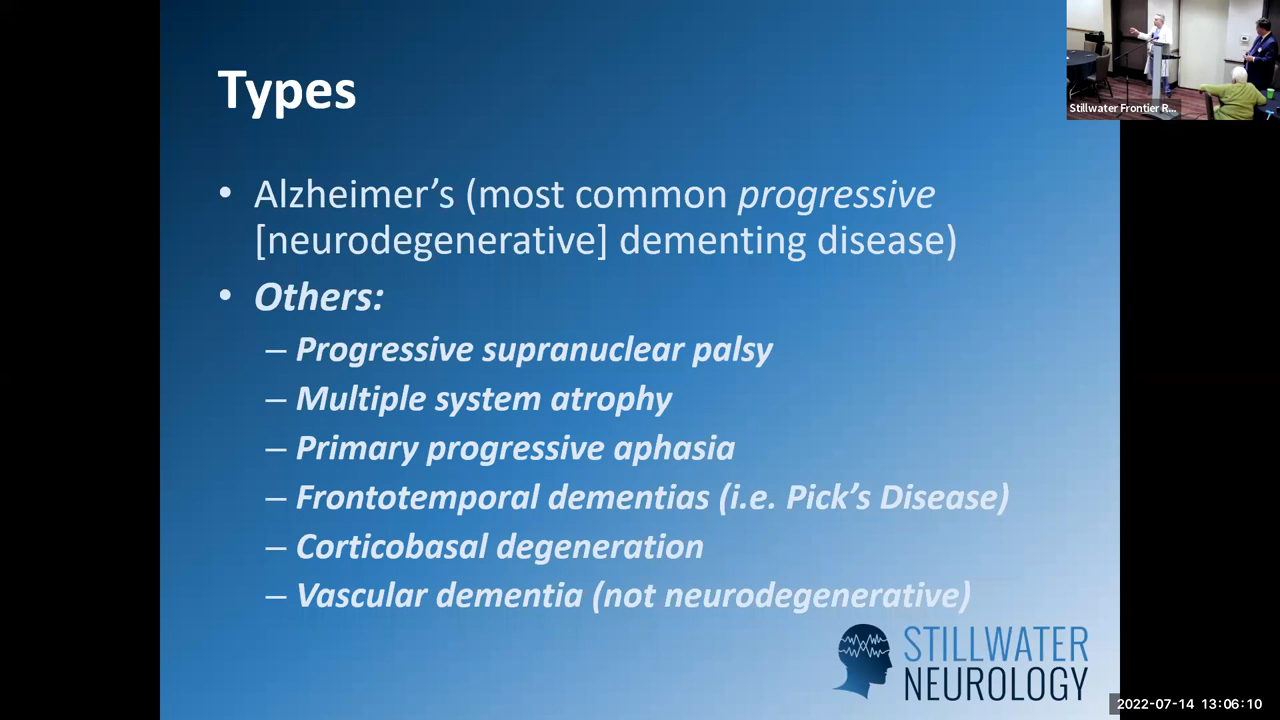 Types
• Alzheimer’s (most common progressive
[neurodegenerative] dementing disease)
• Others:
– Progressive supranuclear palsy
– Multiple system atrophy
– Primary progressive aphasia
– Frontotemporal dementias (i.e. Pick’s Disease)
– Corticobasal degeneration
– Vascular dementia (not neurodegenerative)
STILLWATER
NEUROLOGY
Stillwater Frontier R...
2022-07-14 13:06:10